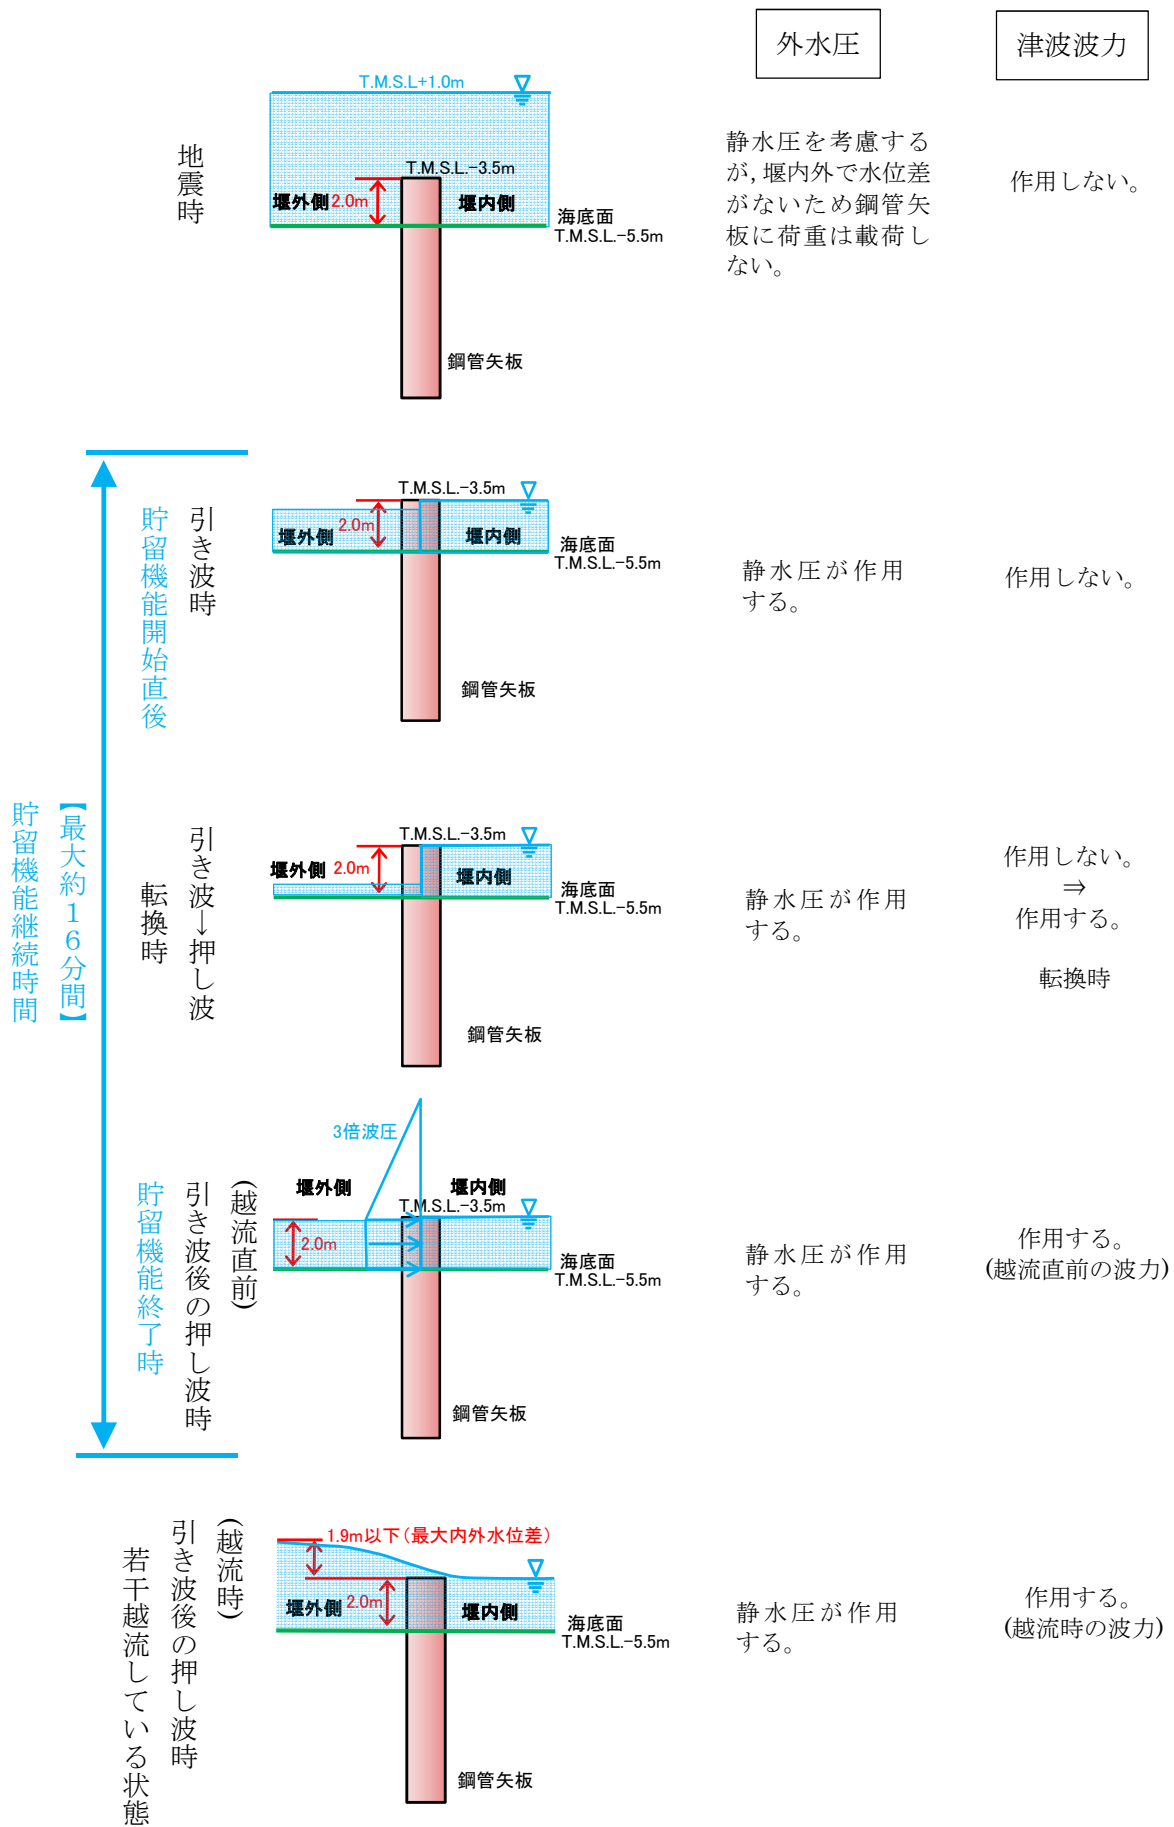 外水圧
津波波力
地震時
T.M.S.L+1.0m
T.M.S.L.-3.5m
堰外側
2.0m
堰内側
海底面
T.M.S.L.-5.5m
鋼管矢板
静水圧を考慮する
が,堰内外で水位差
がないため鋼管矢
板に荷重は載荷し
ない。
作用しない。
貯留機能継続時間
【最大約16分間】
引き波時
貯留機能開始直後
T.M.S.L.-3.5m
堰外側
2.0m
堰内側
海底面
T.M.S.L.-5.5m
鋼管矢板
静水圧が作用
する。
作用しない。
引き波→押し波
転換時
T.M.S.L.-3.5m
堰外側
2.0m
堰内側
海底面
T.M.S.L.-5.5m
鋼管矢板
静水圧が作用
する。
作用しない。
⇒
作用する。
転換時
(越流直前)
引き波後の押し波時
貯留機能終了時
3倍波圧
堰外側
堰内側
T.M.S.L.-3.5m
2.0m
海底面
T.M.S.L.-5.5m
鋼管矢板
静水圧が作用
する。
作用する。
(越流直前の波力)
(越流時)
引き波後の押し波時
若干越流している状態
1.9m以下(最大内外水位差)
堰外側
2.0m
堰内側
海底面
T.M.S.L.-5.5m
鋼管矢板
静水圧が作用
する。
作用する。
(越流時の波力)